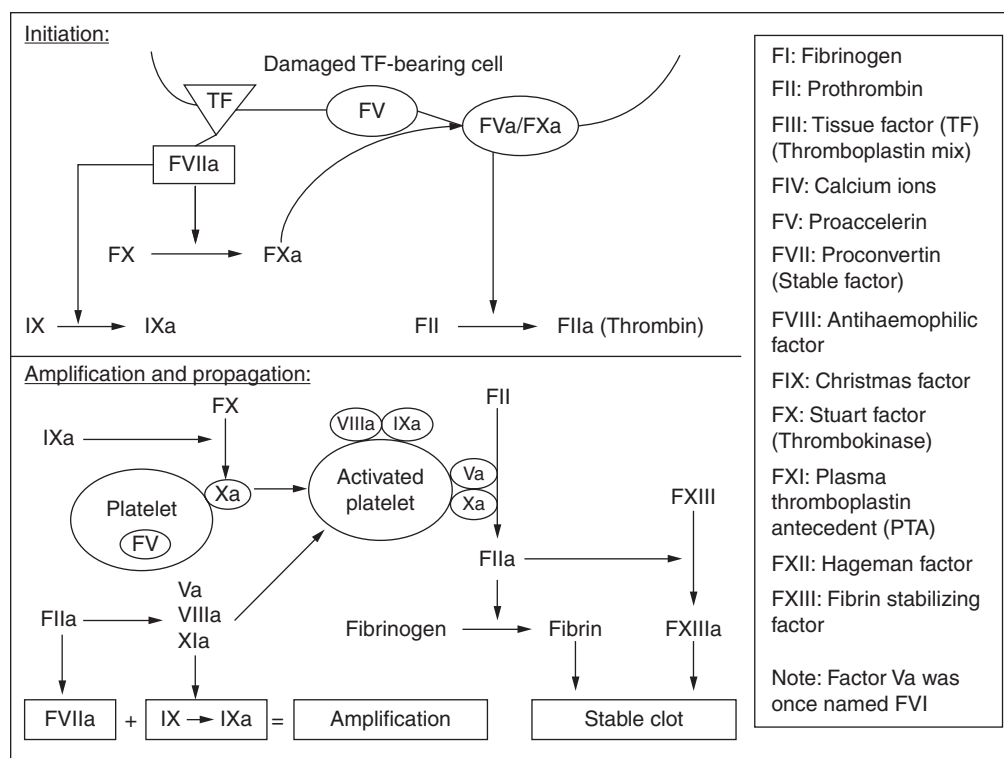 Initiation:
Damaged TF-bearing cell
TF
FV
FVa/FXa
FVIIa
FX
FXa
IX
IXa
FII
FIIa (Thrombin)
Amplification and propagation:
FX
FII
IXa
VIIIa
IXa
Activated
platelet
Va
Xa
Xa
Platelet
FV
FXIII
FIIa
Va
FIIa
VIIIa
XIa
Fibrinogen
Fibrin
FXIIIa
FVIIa
+
IX
IXa
=
Amplification
Stable clot
FI: Fibrinogen
FII: Prothrombin
FIII: Tissue factor (TF)
(Thromboplastin mix)
FIV: Calcium ions
FV: Proaccelerin
FVII: Proconvertin
(Stable factor)
FVIII: Antihaemophilic
factor
FIX: Christmas factor
FX: Stuart factor
(Thrombokinase)
FXI: Plasma
thromboplastin
antecedent (PTA)
FXII: Hageman factor
FXIII: Fibrin stabilizing
factor
Note: Factor Va was
once named FVI